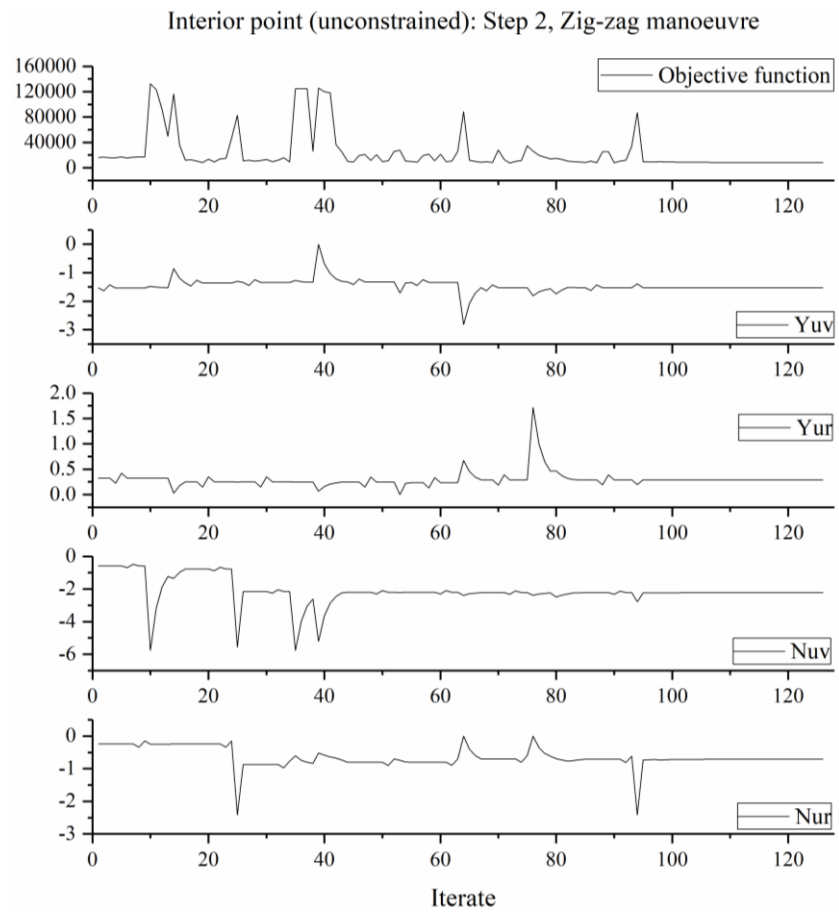 Interior point (unconstrained): Step 2, Zig-zag manoeuvre
160000
120000
80000
40000
0
Objective function
0 20 40 60 80 100 120
0
-1
-2
-3
Yuv
0 20 40 60 80 100 120
2.0
1.5
1.0
0.5
0.0
Yur
0 20 40 60 80 100 120
0
-2
-4
-6
Nuv
0 20 40 60 80 100 120
0
-1
-2
-3
Nur
0 20 40 60 80 100 120
Iterate